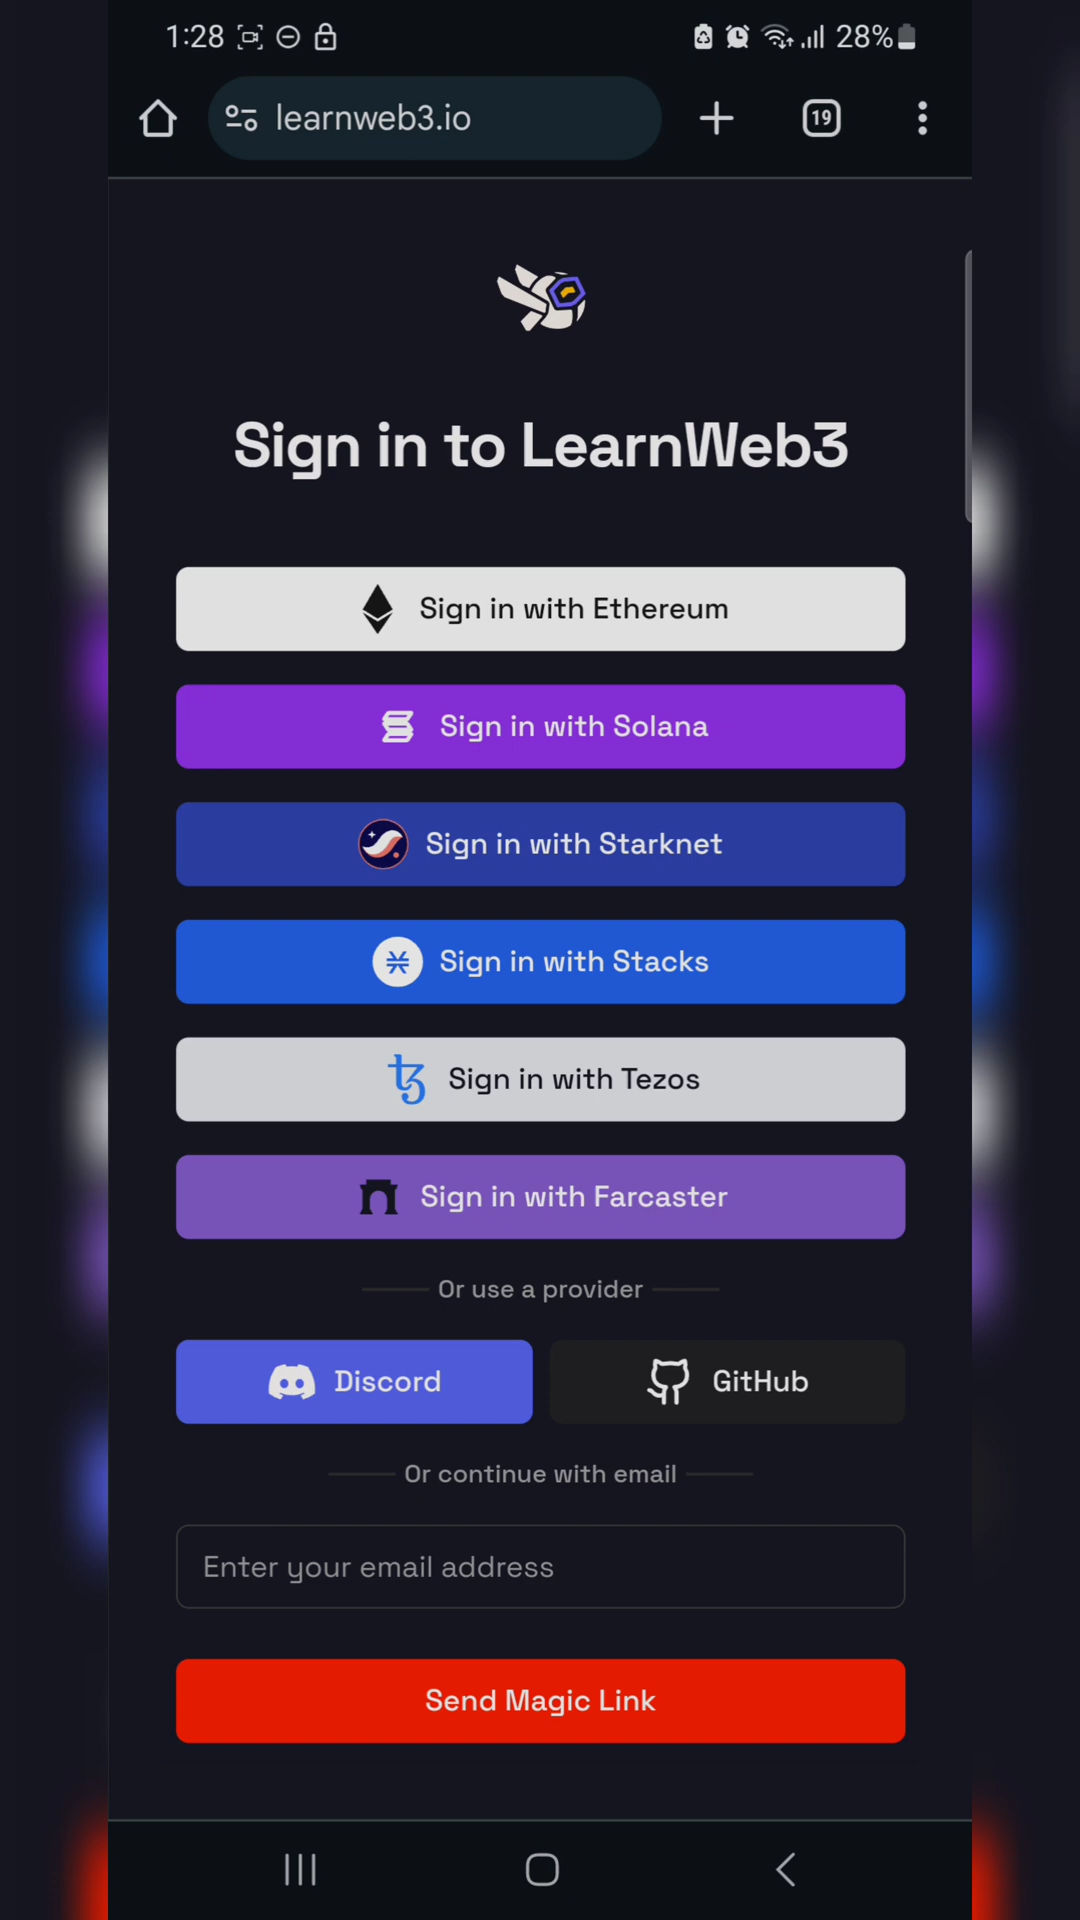 1:28
28%
learnweb3.io
19
Sign in to LearnWeb3
Sign in with Ethereum
Sign in with Solana
Sign in with Starknet
Sign in with Stacks
Sign in with Tezos
Sign in with Farcaster
Or use a provider
Discord
GitHub
Or continue with email
Enter your email address
Send Magic Link